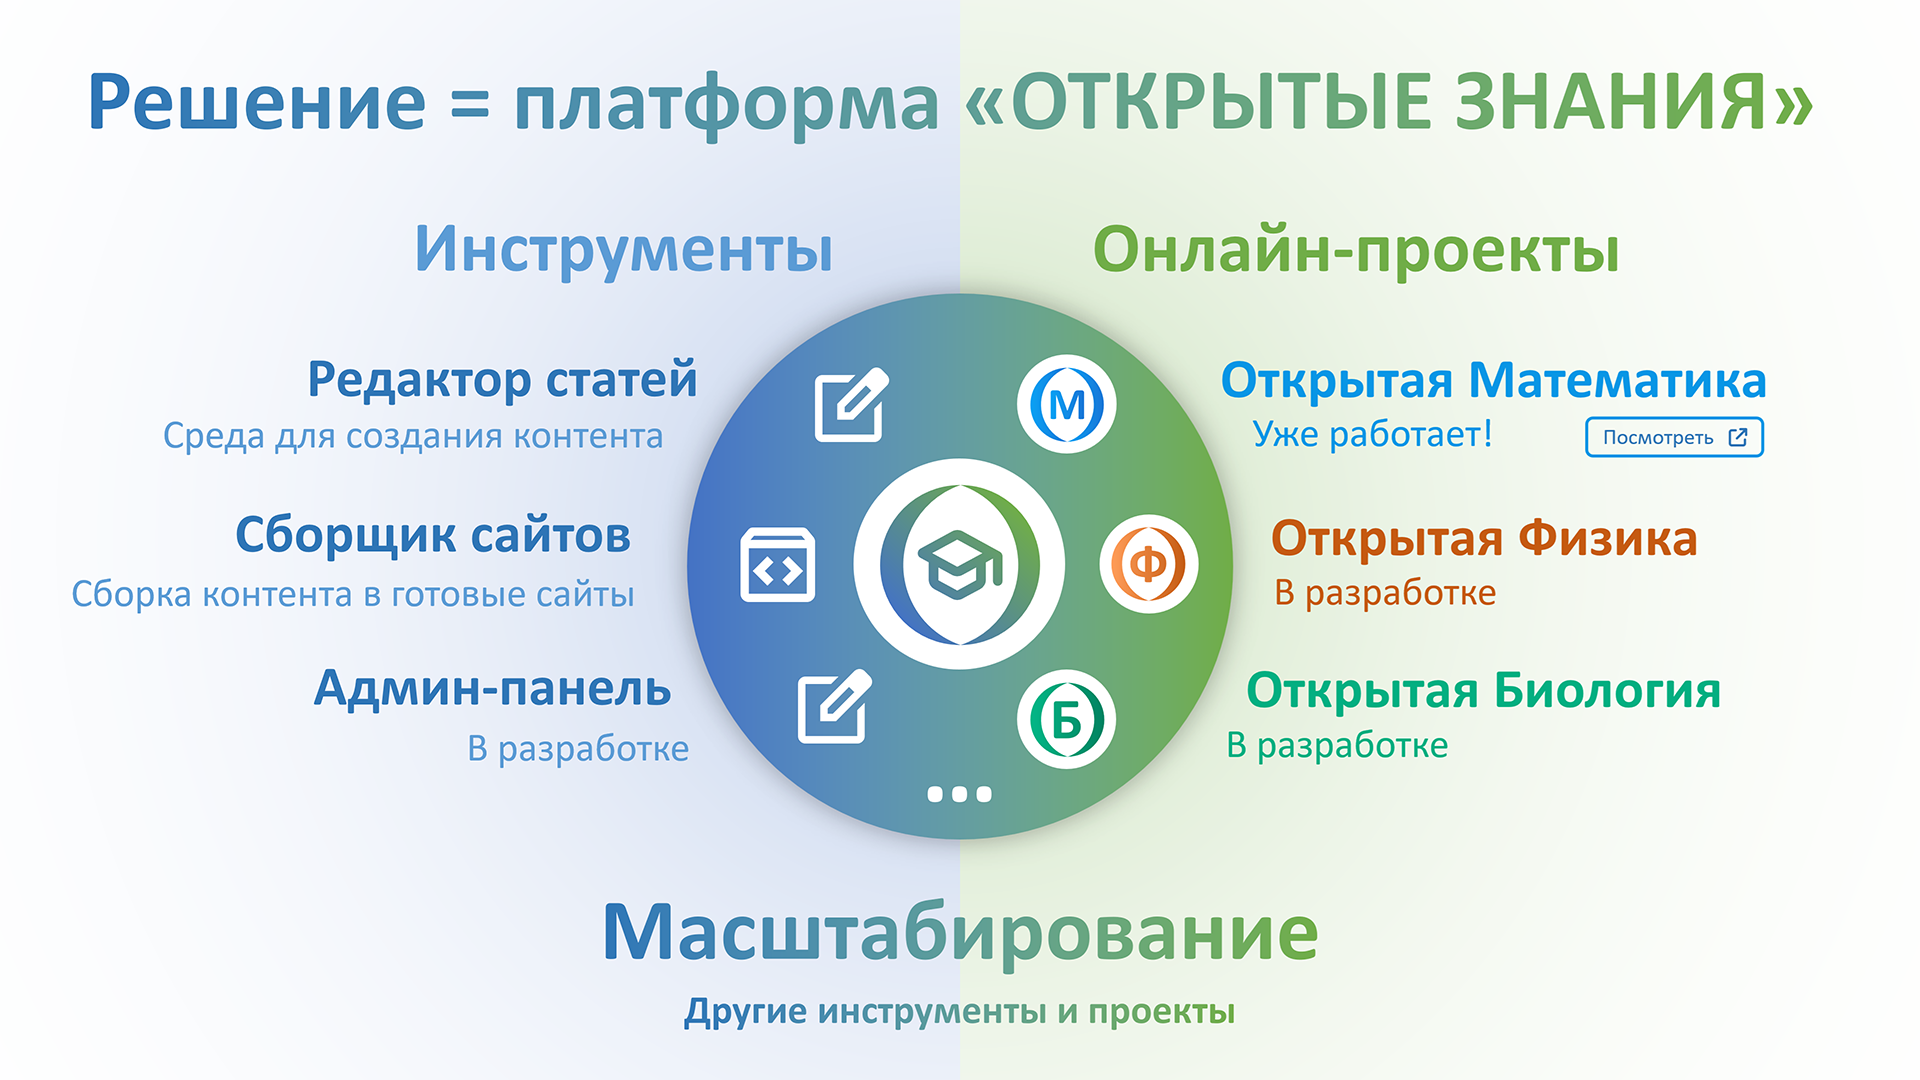 Решение = платформа «ОТКРЫТЫЕ ЗНАНИЯ»
Инструменты
Редактор статей
Среда для создания контента
Сборщик сайтов
Сборка контента в готовые сайты
Админ-панель
В разработке
Онлайн-проекты
М
Открытая Математика
Уже работает!
Посмотреть
Ф
Открытая Физика
В разработке
Б
Открытая Биология
В разработке
...
Масштабирование
Другие инструменты и проекты